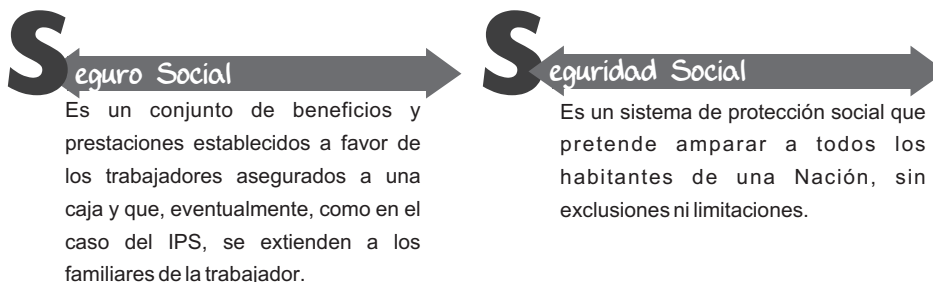 Seguro Social
Es un conjunto de beneficios y
prestaciones establecidos a favor de
los trabajadores asegurados a una
caja y que, eventualmente, como en el
caso del IPS, se extienden a los
familiares de la trabajador.
Seguridad Social
Es un sistema de protección social que
pretende amparar a todos los
habitantes de una Nación, sin
exclusiones ni limitaciones.